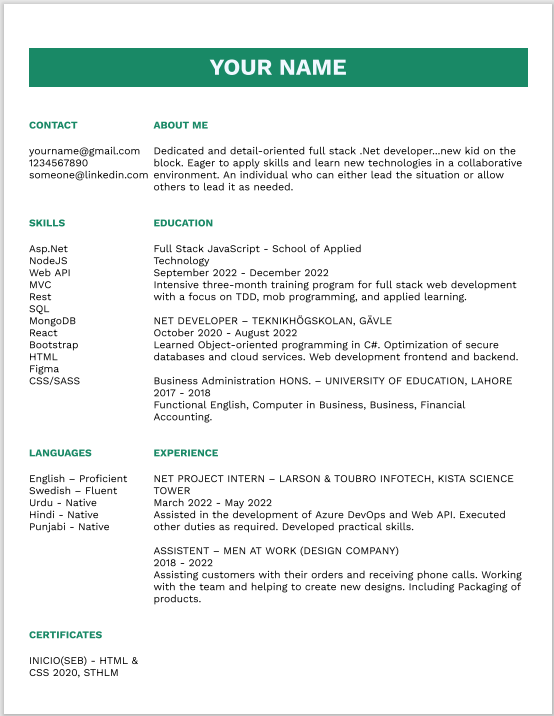 YOUR NAME
CONTACT
yourname@gmail.com
1234567890
someone@linkedin.com
ABOUT ME
Dedicated and detail-oriented full stack .Net developer...new kid on the
block. Eager to apply skills and learn new technologies in a collaborative
environment. An individual who can either lead the situation or allow
others to lead it as needed.
SKILLS
Asp.Net
NodeJS
Web API
MVC
Rest
SQL
MongoDB
React
Bootstrap
HTML
Figma
CSS/SASS
EDUCATION
Full Stack JavaScript - School of Applied
Technology
September 2022 - December 2022
Intensive three-month training program for full stack web development
with a focus on TDD, mob programming, and applied learning.
NET DEVELOPER – TEKNIKHÖGSKOLAN, GÄVLE
October 2020 - August 2022
Learned Object-oriented programming in C#. Optimization of secure
databases and cloud services. Web development frontend and backend.
Business Administration HONS. – UNIVERSITY OF EDUCATION, LAHORE
2017 - 2018
Functional English, Computer in Business, Business, Financial
Accounting.
LANGUAGES
English – Proficient
Swedish – Fluent
Urdu - Native
Hindi - Native
Punjabi - Native
EXPERIENCE
NET PROJECT INTERN – LARSON & TOUBRO INFOTECH, KISTA SCIENCE
TOWER
March 2022 - May 2022
Assisted in the development of Azure DevOps and Web API. Executed
other duties as required. Developed practical skills.
ASSISTENT – MEN AT WORK (DESIGN COMPANY)
2018 - 2022
Assisting customers with their orders and receiving phone calls. Working
with the team and helping to create new designs. Including Packaging of
products.
CERTIFICATES
INICIO(SEB) - HTML &
CSS 2020, STHLM